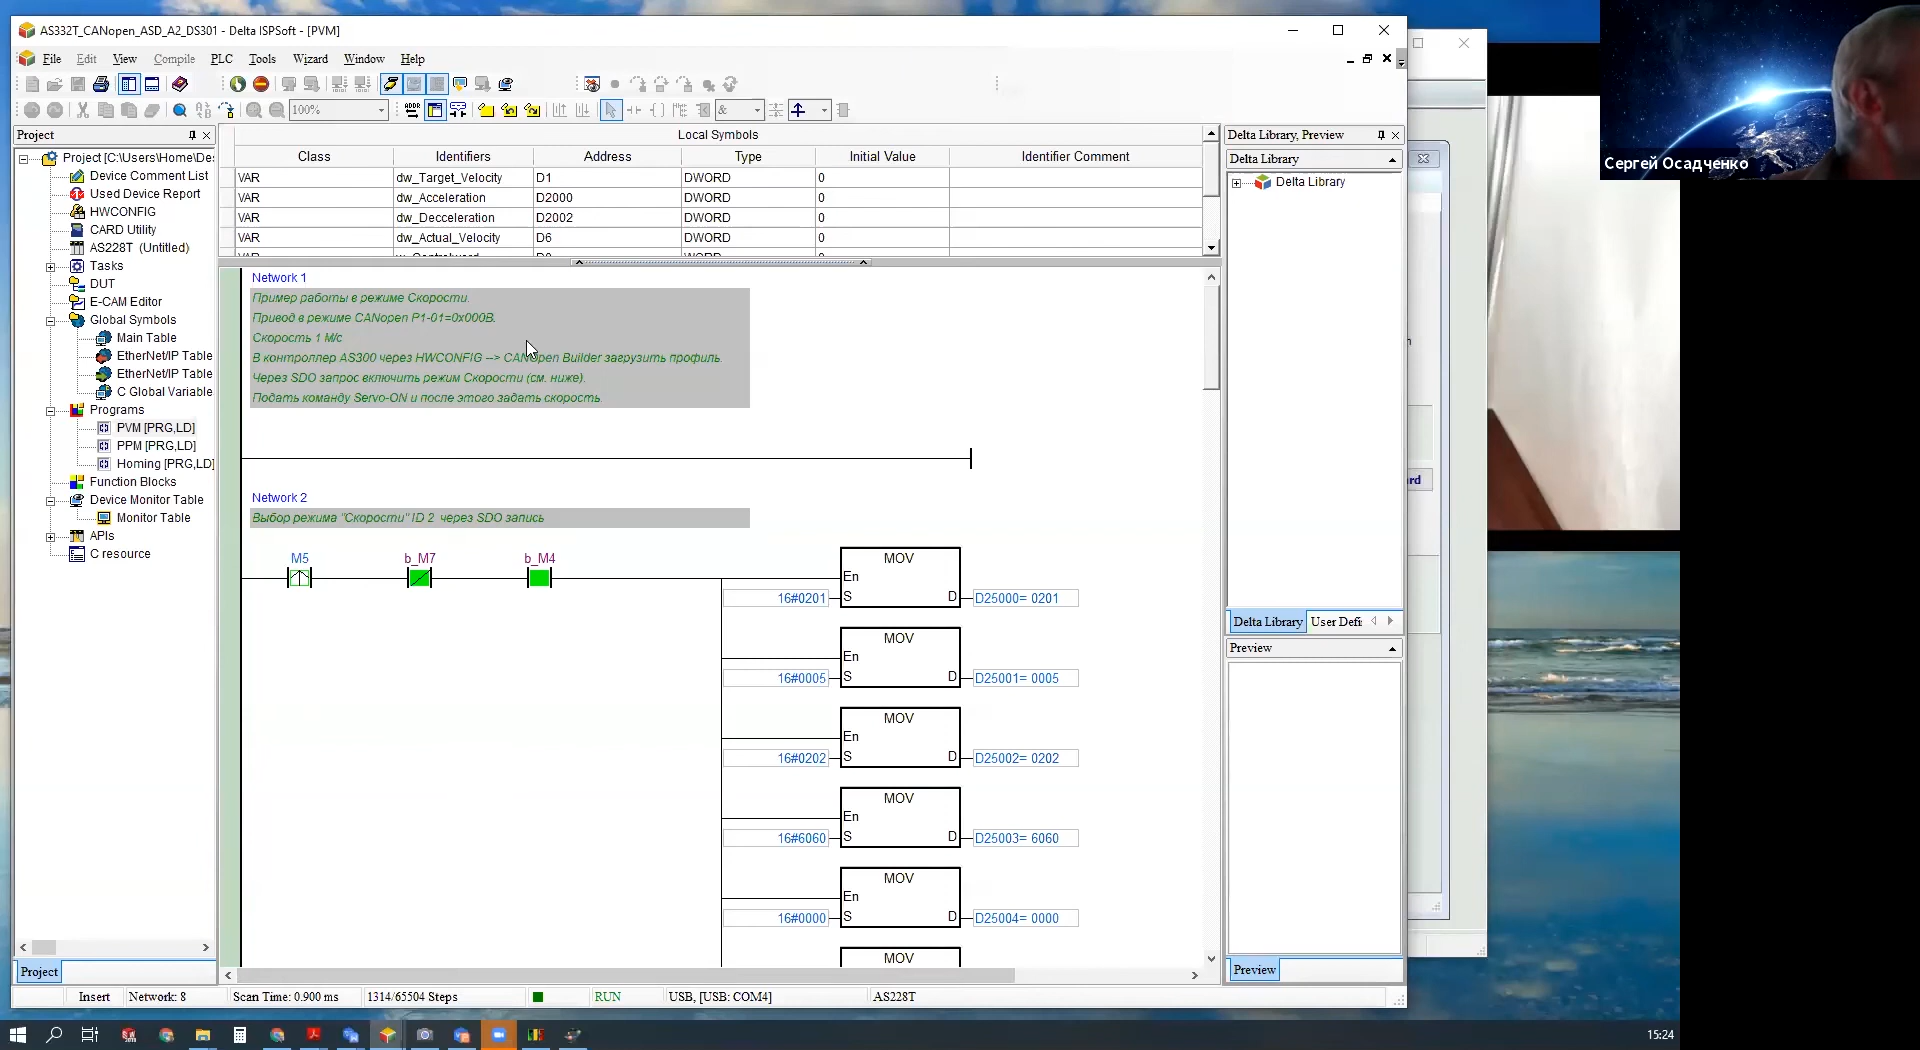 AS332T_CANopen_ASD_A2_DS301 - Delta ISPSoft - [PVM]
File Edit View Compile PLC Tools Wizard Window Help
100%
&
Project
Project [C:\Users\Home\De
Device Comment List
Used Device Report
HWCONFIG
CARD Utility
AS228T (Untitled)
Tasks
DUT
E-CAM Editor
Global Symbols
Main Table
EtherNet/IP Table
EtherNet/IP Table
C Global Variable
Programs
PVM [PRG,LD]
PPM [PRG,LD]
Homing [PRG,LD]
Function Blocks
Device Monitor Table
Monitor Table
APIs
C resource
Project
Local Symbols
Class Identifiers Address Type Initial Value Identifier Comment
VAR dw_Target_Velocity D1 DWORD 0
VAR dw_Acceleration D2000 DWORD 0
VAR dw_Decceleration D2002 DWORD 0
VAR dw_Actual_Velocity D6 DWORD 0
Network 1
Пример работы в режиме Скорости.
Привод в режиме CANopen P1-01=0x000B.
Скорость 1 М/с
В контроллер AS300 через HWCONFIG --> CANopen Builder загрузить профиль.
Через SDO запрос включить режим Скорости (см. ниже).
Подать команду Servo-ON и после этого задать скорость.
Network 2
Выбор режима "Скорости" ID 2 через SDO запись
M5 b_M7 b_M4
MOV
En
16#0201 S D D25000= 0201
MOV
En
16#0005 S D D25001= 0005
MOV
En
16#0202 S D D25002= 0202
MOV
En
16#6060 S D D25003= 6060
MOV
En
16#0000 S D D25004= 0000
MOV
Delta Library, Preview
Delta Library
Delta Library
Delta Library User Defi
Preview
Preview
Insert Network: 8 Scan Time: 0.900 ms 1314/65504 Steps RUN USB, [USB: COM4] AS228T
rd
Сергей Осадченко
15:24